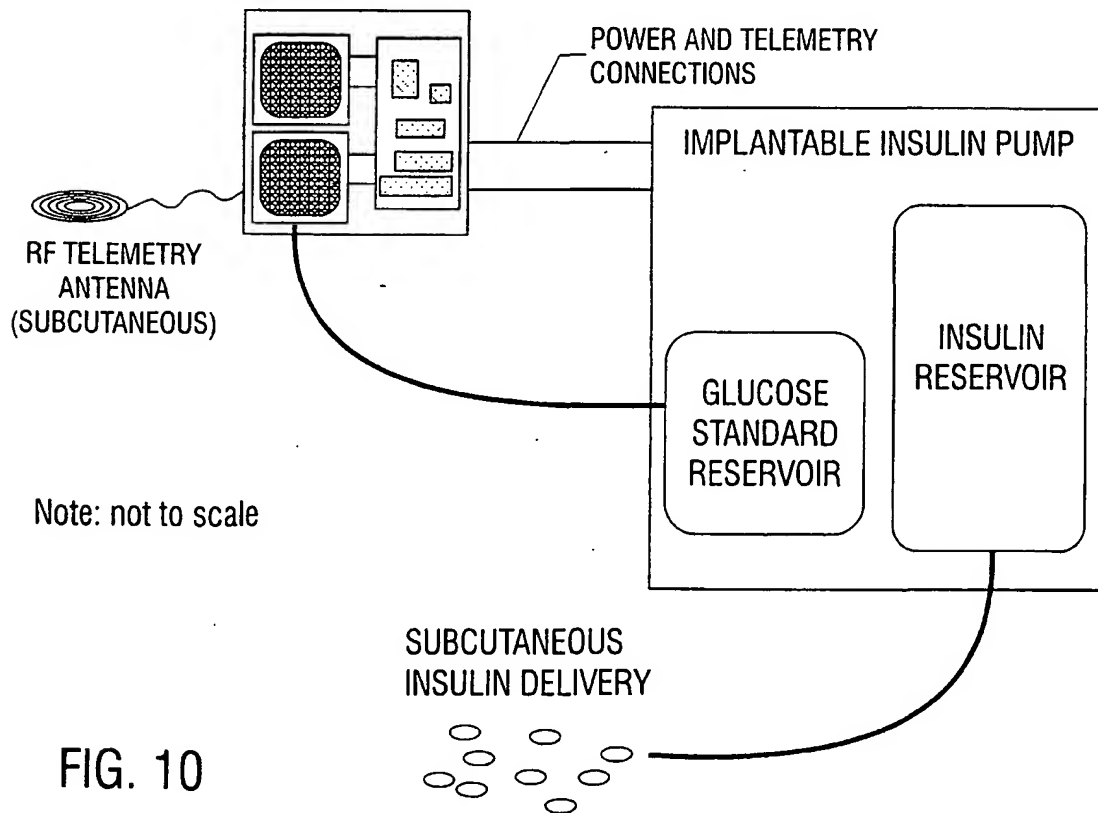 POWER AND TELEMETRY
CONNECTIONS
IMPLANTABLE INSULIN PUMP
RF TELEMETRY
ANTENNA
(SUBCUTANEOUS)
INSULIN
RESERVOIR
GLUCOSE
STANDARD
RESERVOIR
Note: not to scale
SUBCUTANEOUS
INSULIN DELIVERY
FIG. 10